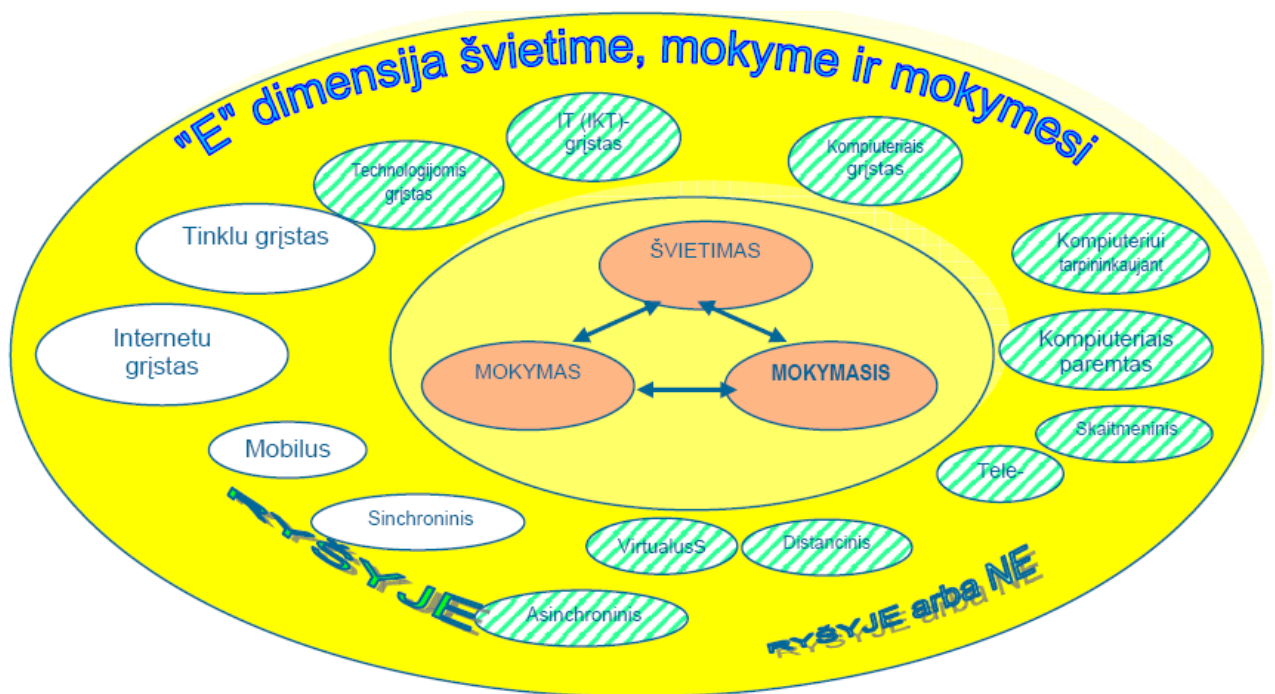 "E" dimensija švietime, mokyme ir mokymesi
IT (IKT)-
grįstas
Kompiuteriais
grįstas
Technologijomis
grįstas
Tinklu grįstas
Kompiuteriui
tarpininkaujant
ŠVIETIMAS
Internetu
grįstas
Kompiuteriais
paremtas
MOKYMAS
MOKYMASIS
Skaitmeninis
Mobilus
Tele-
Sinchroninis
VirtualusS
Distancinis
RYŠYJE
Asinchroninis
RYŠYJE arba NE